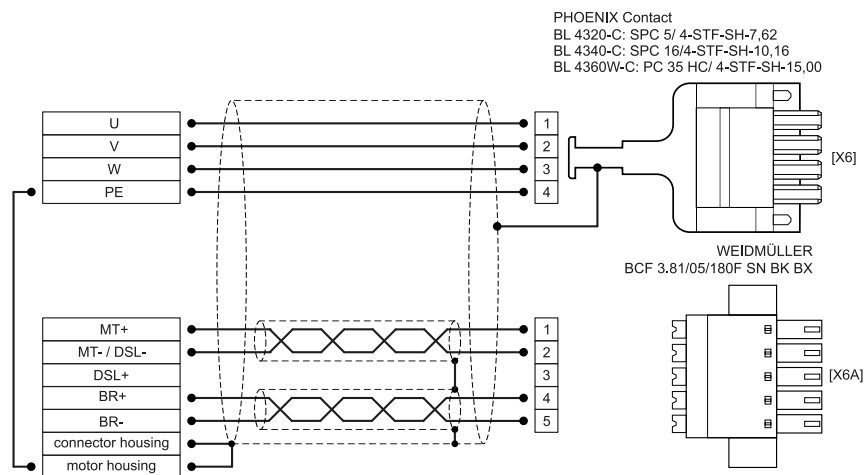 PHOENIX Contact
BL 4320-C: SPC 5/ 4-STF-SH-7,62
BL 4340-C: SPC 16/4-STF-SH-10,16
BL 4360W-C: PC 35 HC/ 4-STF-SH-15,00
U
1
V
2
W
3
PE
4
[X6]
WEIDMÜLLER
BCF 3.81/05/180F SN BK BX
MT+
1
MT- / DSL-
2
DSL+
3
BR+
4
BR-
5
connector housing
motor housing
[X6A]